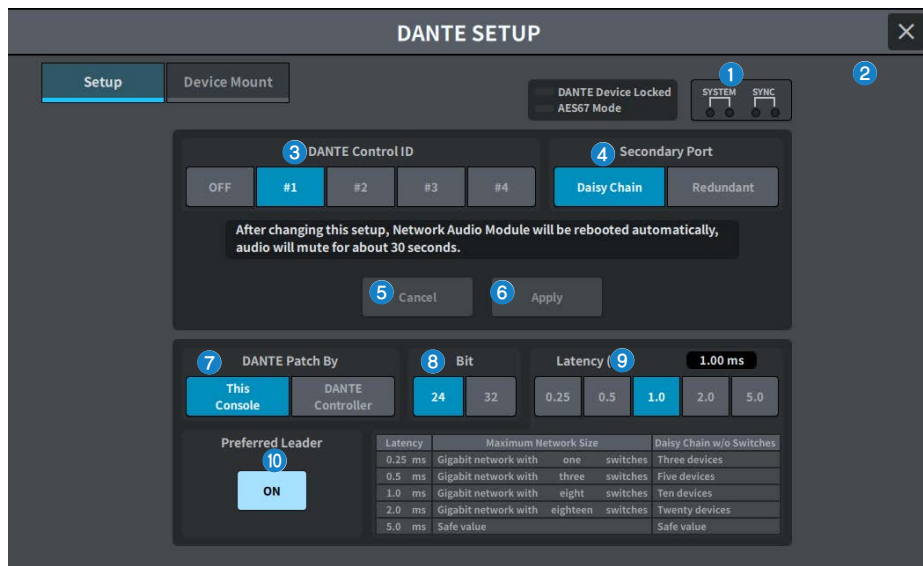 DANTE SETUP
1
2
Setup
Device Mount
DANTE Device Locked
AES67 Mode
SYSTEM SYNC
3 DANTE Control ID
4 Secondary Port
OFF #1 #2 #3 #4
Daisy Chain Redundant
After changing this setup, Network Audio Module will be rebooted automatically,
audio will mute for about 30 seconds.
5 Cancel
6 Apply
7 DANTE Patch By
8 Bit
Latency ( 9 1.00 ms
This
Console
DANTE
Controller
24 32
0.25 0.5 1.0 2.0 5.0
Preferred Leader
10
ON
Latency Maximum Network Size Daisy Chain w/o Switches
0.25 ms Gigabit network with one switches Three devices
0.5 ms Gigabit network with three switches Five devices
1.0 ms Gigabit network with eight switches Ten devices
2.0 ms Gigabit network with eighteen switches Twenty devices
5.0 ms Safe value Safe value